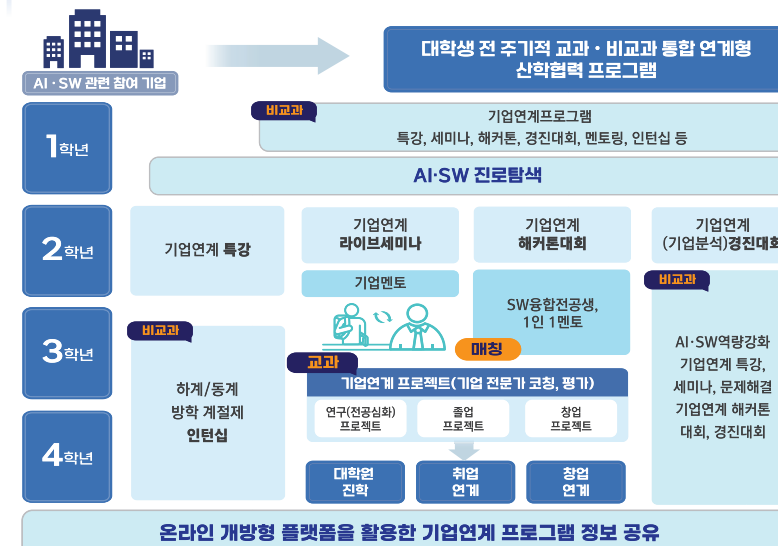 대학생 전 주기적 교과・비교과 통합 연계형
산학협력 프로그램
AI・SW 관련 참여 기업
1학년
비교과
기업연계프로그램
특강, 세미나, 해커톤, 경진대회, 멘토링, 인턴십 등
AI·SW 진로탐색
2학년
기업연계 특강
기업연계
라이브세미나
기업연계
해커톤대회
기업연계
(기업분석)경진대회
기업멘토
SW융합전공생,
1인 1멘토
매칭
3학년
비교과
하계/동계
방학 계절제
인턴십
교과
기업연계 프로젝트(기업 전문가 코칭, 평가)
연구(전공심화)
프로젝트
졸업
프로젝트
창업
프로젝트
비교과
AI·SW역량강화
기업연계 특강,
세미나, 문제해결
기업연계 해커톤
대회, 경진대회
4학년
대학원
진학
취업
연계
창업
연계
온라인 개방형 플랫폼을 활용한 기업연계 프로그램 정보 공유